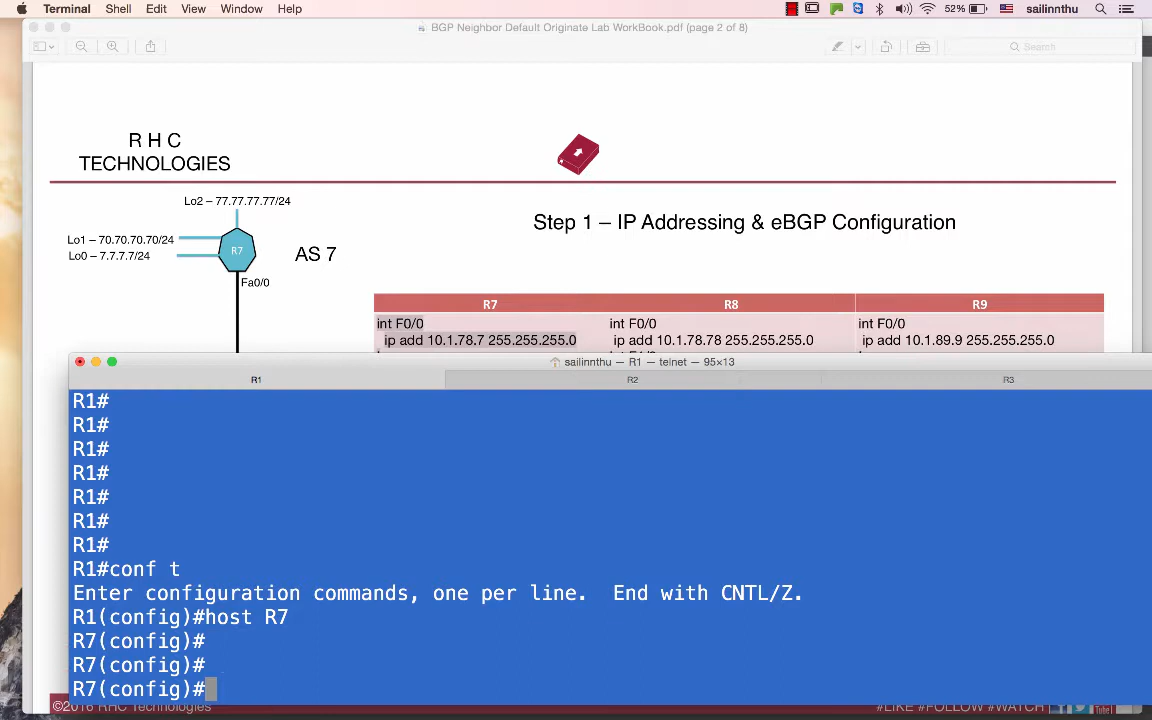 Terminal Shell Edit View Window Help 52% sailinnthu
BGP Neighbor Default Originate Lab WorkBook.pdf (page 2 of 8)
Search
R H C
TECHNOLOGIES
Lo2 – 77.77.77.77/24
Lo1 – 70.70.70.70/24
Lo0 – 7.7.7.7/24
R7
AS 7
Fa0/0
Step 1 – IP Addressing & eBGP Configuration
R7 R8 R9
int F0/0 int F0/0 int F0/0
ip add 10.1.78.7 255.255.255.0 ip add 10.1.78.78 255.255.255.0 ip add 10.1.89.9 255.255.255.0
sailinnthu — R1 — telnet — 95×13
R1 R2 R3
R1#
R1#
R1#
R1#
R1#
R1#
R1#
R1#conf t
Enter configuration commands, one per line. End with CNTL/Z.
R1(config)#host R7
R7(config)#
R7(config)#
R7(config)#
©2016 RHC Technologies #LIKE #FOLLOW #WATCH